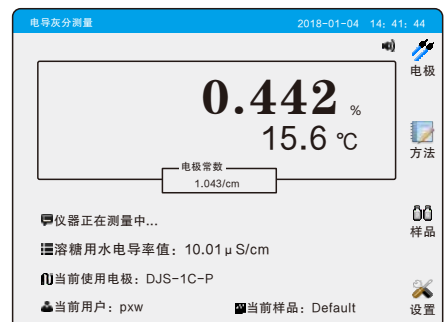 电导灰分测量 2018-01-04 14: 41: 44
电极
0.442 %
15.6 ℃
电极常数
1.043/cm
方法
仪器正在测量中...
样品
溶糖用水电导率值：10.01μS/cm
当前使用电极：DJS-1C-P
当前用户：pxw 当前样品：Default
设置